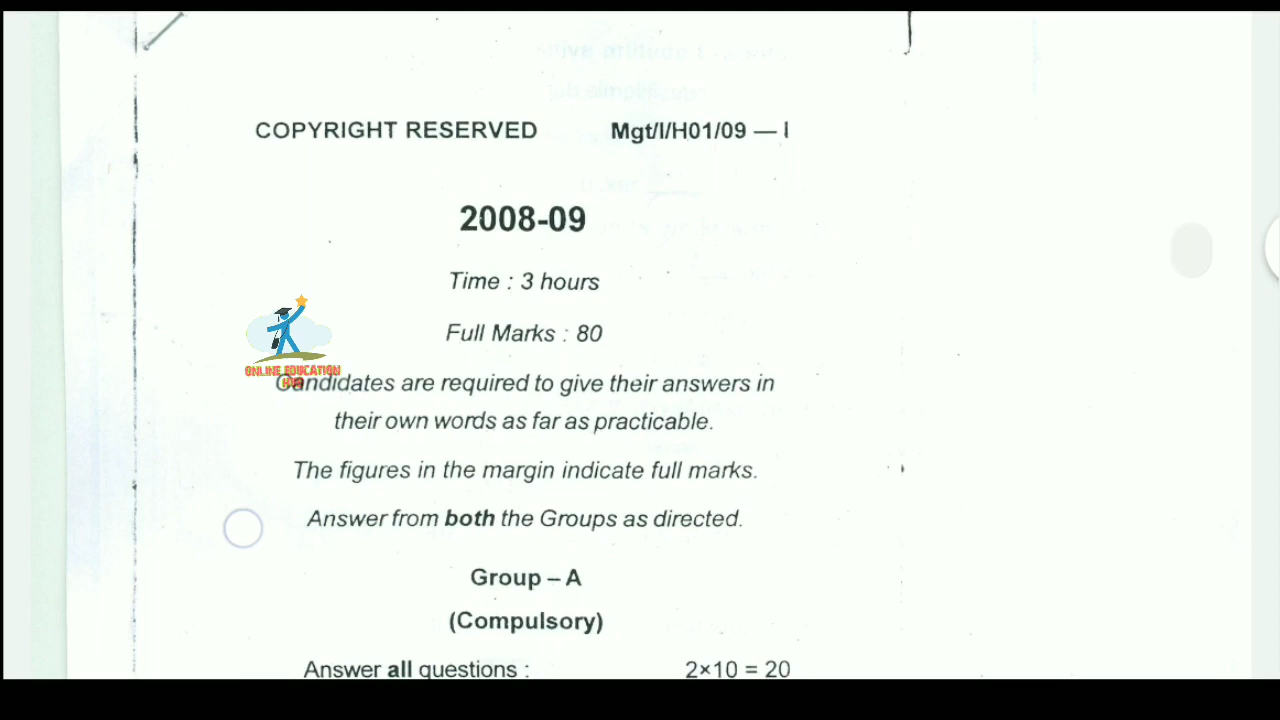 COPYRIGHT RESERVED Mgt/I/H01/09 — I
2008-09
Time : 3 hours
Full Marks : 80
ONLINE EDUCATION
HUB
Candidates are required to give their answers in
their own words as far as practicable.
The figures in the margin indicate full marks.
Answer from both the Groups as directed.
Group – A
(Compulsory)
Answer all questions : 2×10 = 20